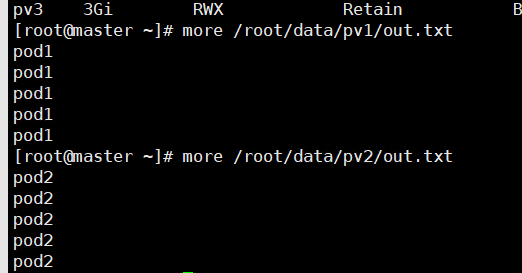 pv3 3Gi RWX Retain B
[root@master ~]# more /root/data/pv1/out.txt
pod1
pod1
pod1
pod1
pod1
[root@master ~]# more /root/data/pv2/out.txt
pod2
pod2
pod2
pod2
pod2